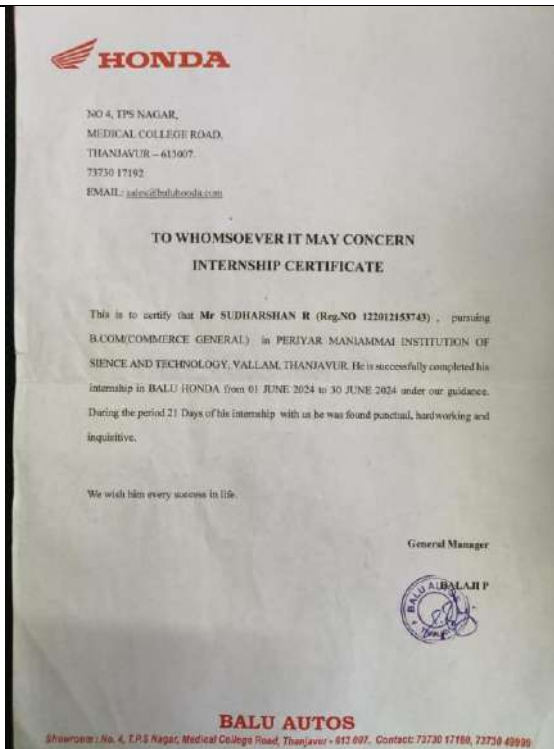 HONDA
NO 4, TPS NAGAR,
MEDICAL COLLEGE ROAD,
THANJAVUR – 613007.
73730 17192
EMAIL: sales@baluhonda.com
TO WHOMSOEVER IT MAY CONCERN
INTERNSHIP CERTIFICATE
This is to certify that Mr SUDHARSHAN R (Reg.NO 122012153743) , pursuing
B.COM(COMMERCE GENERAL) in PERIYAR MANIAMMAI INSTITUTION OF
SIENCE AND TECHNOLOGY, VALLAM, THANJAVUR. He is successfully completed his
internship in BALU HONDA from 01 JUNE 2024 to 30 JUNE 2024 under our guidance.
During the period 21 Days of his internship with us he was found punctual, hardworking and
inquisitive.
We wish him every success in life.
General Manager
BALAJI P
BALU AUTOS
BALU AUTOS
Showroom : No. 4, T.P.S Nagar, Medical College Road, Thanjavur - 613 007. Contact: 73730 17188, 73730 49999